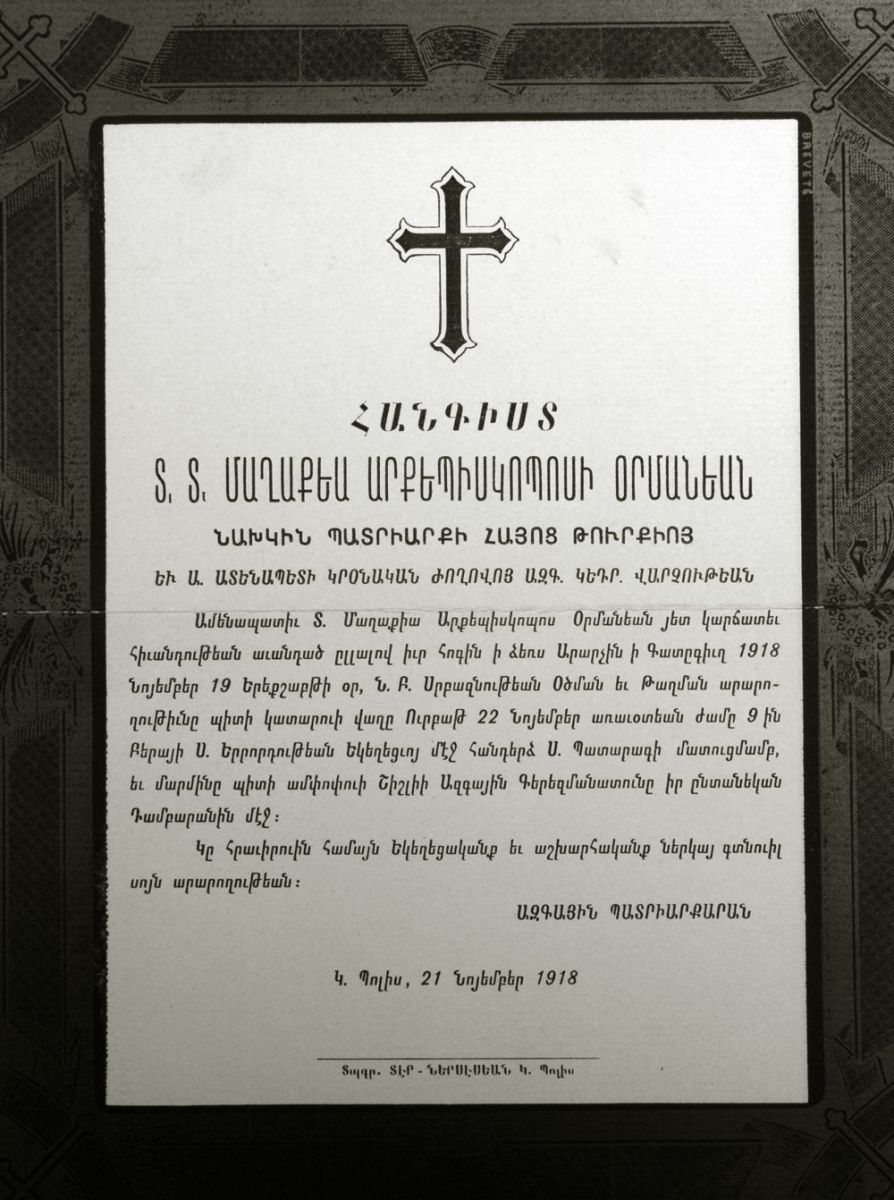 BREVETÉ
ՀԱՆԳԻՍՏ
Տ. Տ. ՄԱՂԱՔԵԱ ԱՐՔԵՊԻՍԿՈՊՈՍԻ ՕՐՄԱՆԵԱՆ
ՆԱԽԿԻՆ ՊԱՏՐԻԱՐՔԻ ՀԱՅՈՑ ԹՈՒՐՔԻՈՅ
ԵՒ Ա. ԱՏԵՆԱՊԵՏԻ ԿՐՕՆԱԿԱՆ ԺՈՂՈՎՈՅ ԱԶԳ. ԿԵԴՐ. ՎԱՐՉՈՒԹԵԱՆ
Ամենապատիւ Տ. Մաղաքիա Արքեպիսկոպոս Օրմանեան յետ կարճատեւ
հիւանդութեան աւանդած ըլլալով իւր հոգին ի ձեռս Արարչին ի Գատըգիւղ 1918
Նոյեմբեր 19 Երեքշաբթի օր, Ն. Բ. Սրբազնութեան Օծման եւ Թաղման արարո-
ղութիւնը պիտի կատարուի վաղը Ուրբաթ 22 Նոյեմբեր առաւօտեան ժամը 9 ին
Բերայի Ս. Երրորդութեան Եկեղեցւոյ մէջ հանդերձ Ս. Պատարագի մատուցմամբ,
եւ մարմինը պիտի ամփոփուի Շիշլիի Ազգային Գերեզմանատունը իր ընտանեկան
Դամբարանին մէջ։
Կը հրաւիրուին համայն Եկեղեցականք եւ աշխարհականք ներկայ գտնուիլ
սոյն արարողութեան։
ԱԶԳԱՅԻՆ ՊԱՏՐԻԱՐՔԱՐԱՆ
Կ. Պոլիս, 21 Նոյեմբեր 1918
Տպգր. ՏԷՐ - ՆԵՐՍԷՍԵԱՆ Կ. Պոլիս